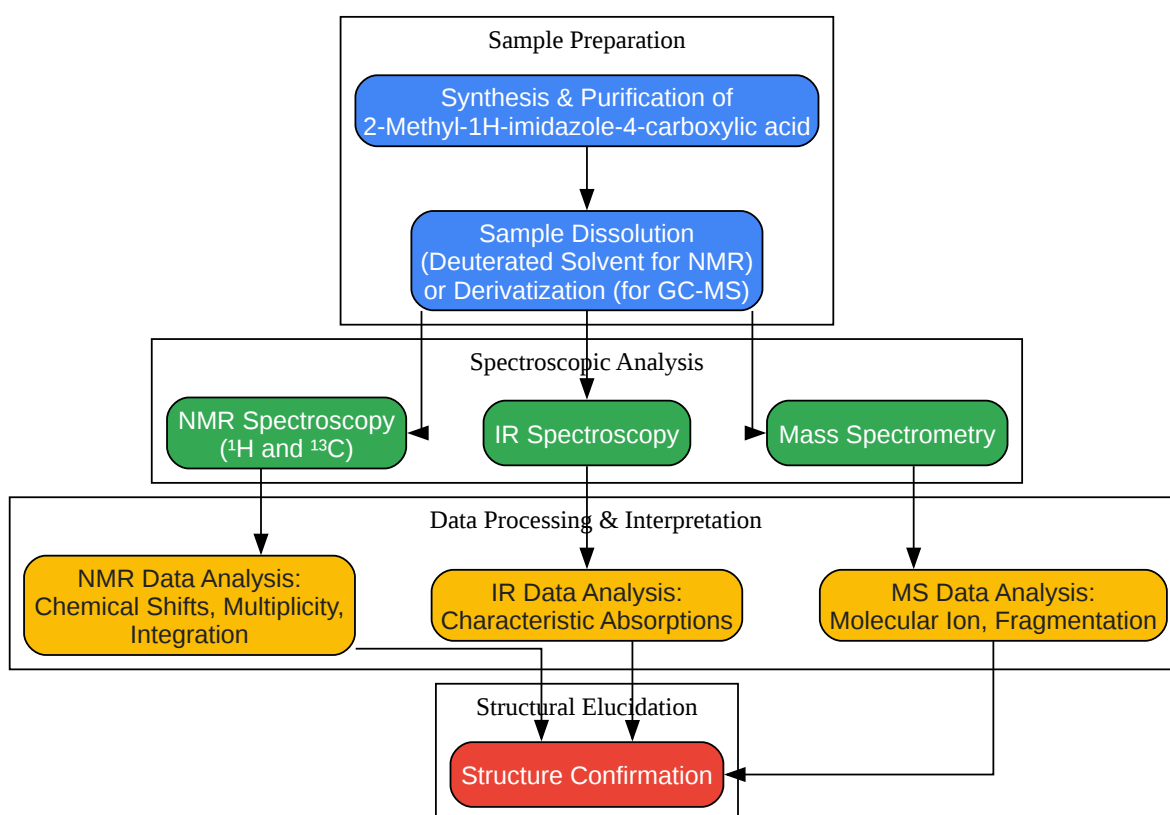 Sample Preparation
Synthesis & Purification of
2-Methyl-1H-imidazole-4-carboxylic acid
Sample Dissolution
(Deuterated Solvent for NMR)
or Derivatization (for GC-MS)
Spectroscopic Analysis
NMR Spectroscopy
(¹H and ¹³C)
IR Spectroscopy
Mass Spectrometry
Data Processing & Interpretation
NMR Data Analysis:
Chemical Shifts, Multiplicity,
Integration
IR Data Analysis:
Characteristic Absorptions
MS Data Analysis:
Molecular Ion, Fragmentation
Structural Elucidation
Structure Confirmation